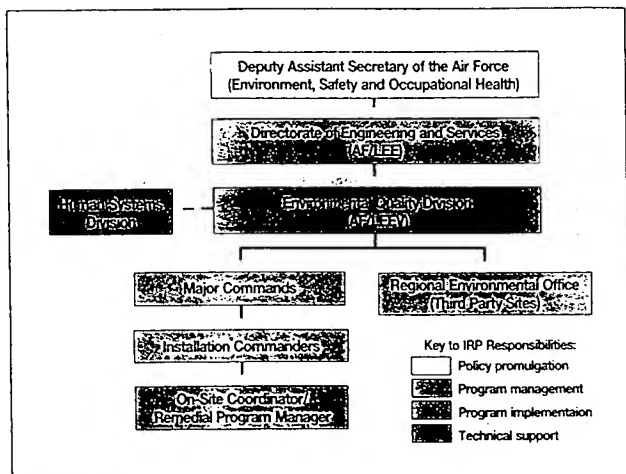 Deputy Assistant Secretary of the Air Force
(Environment, Safety and Occupational Health)
Directorate of Engineering and Services
(AF/LEE)
Human Systems
Division
Environmental Quality Division
(AF/LEEV)
Major Commands
Regional Environmental Office
(Third Party Sites)
Installation Commanders
On-Site Coordinator/
Remedial Program Manager
Key to IRP Responsibilities:
Policy promulgation
Program management
Program implementaion
Technical support